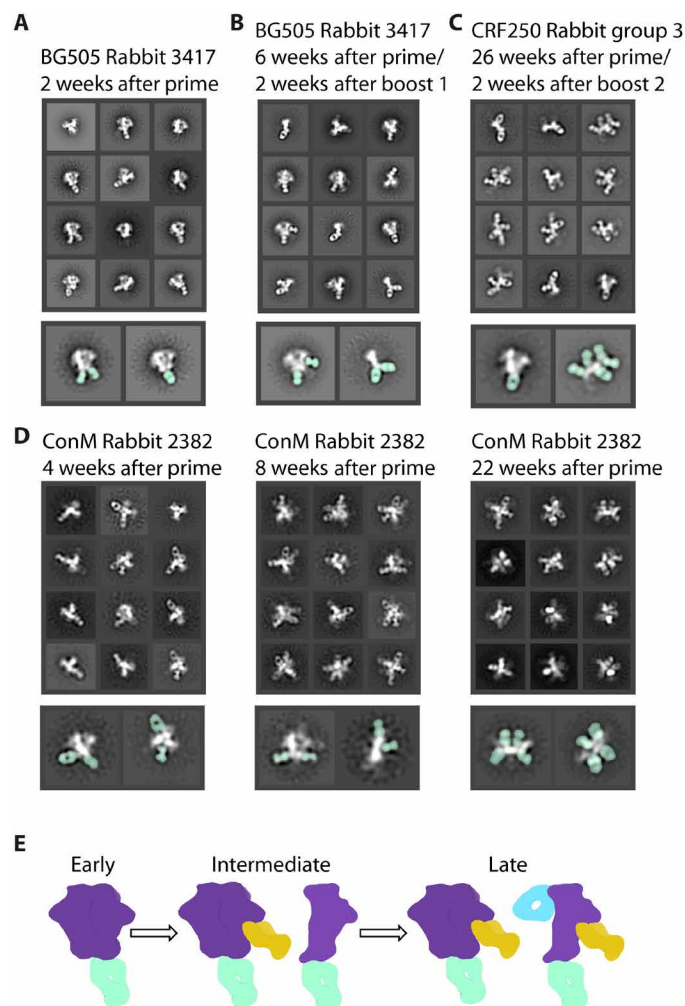 A
BG505 Rabbit 3417
2 weeks after prime
B
BG505 Rabbit 3417
6 weeks after prime/
2 weeks after boost 1
C
CRF250 Rabbit group 3
26 weeks after prime/
2 weeks after boost 2
D
ConM Rabbit 2382
4 weeks after prime
ConM Rabbit 2382
8 weeks after prime
ConM Rabbit 2382
22 weeks after prime
E
Early
Intermediate
Late